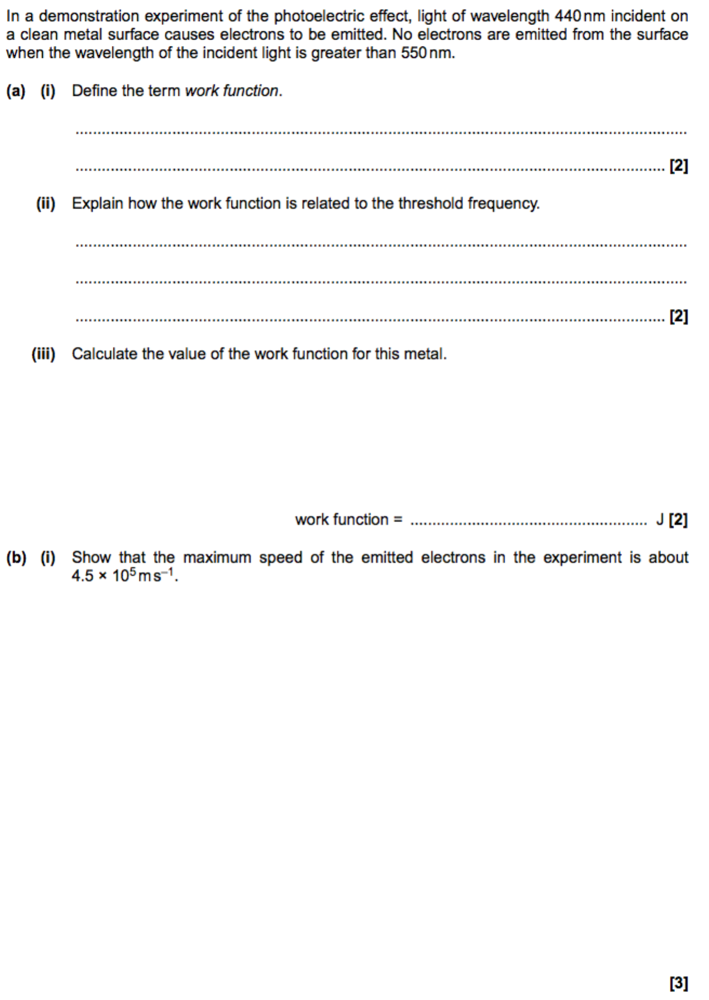 In a demonstration experiment of the photoelectric effect, light of wavelength 440 nm incident on
a clean metal surface causes electrons to be emitted. No electrons are emitted from the surface
when the wavelength of the incident light is greater than 550 nm.
(a) (i) Define the term work function.
..........................................................................................
.......................................................................................... [2]
(ii) Explain how the work function is related to the threshold frequency.
..........................................................................................
..........................................................................................
.......................................................................................... [2]
(iii) Calculate the value of the work function for this metal.
work function = ..................................................... J [2]
(b) (i) Show that the maximum speed of the emitted electrons in the experiment is about
4.5 × 10⁵ m s⁻¹.
[3]